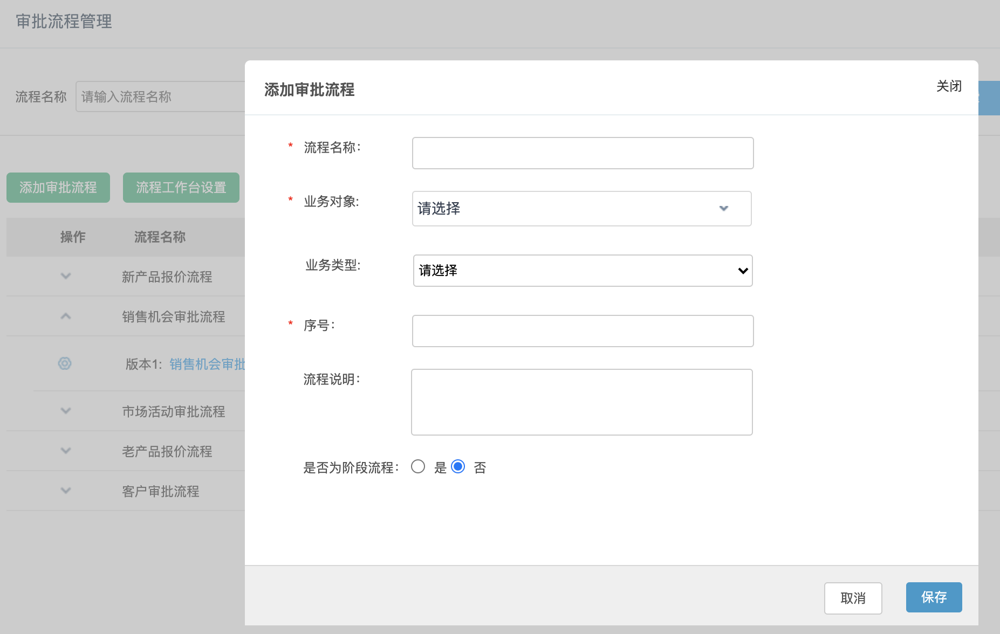 审批流程管理
流程名称 请输入流程名称
添加审批流程 流程工作台设置
操作 流程名称
新产品报价流程
销售机会审批流程
版本1: 销售机会审批
市场活动审批流程
老产品报价流程
客户审批流程
添加审批流程 关闭
* 流程名称：
* 业务对象: 请选择
业务类型: 请选择
* 序号：
流程说明：
是否为阶段流程： 是 否
取消 保存